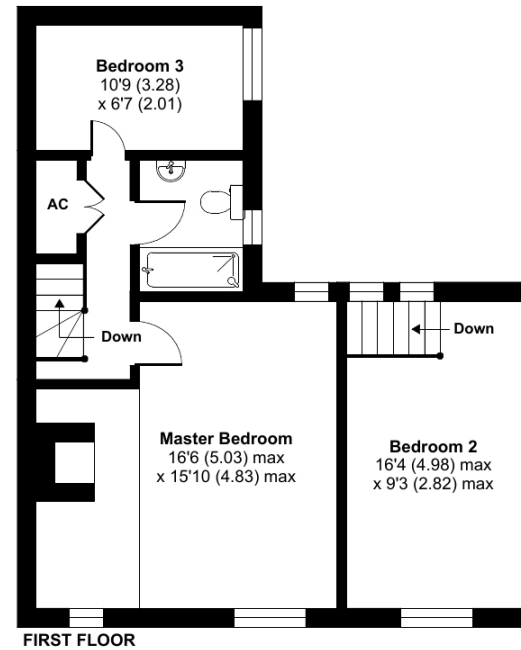 Bedroom 3
10'9 (3.28)
x 6'7 (2.01)
AC
Down
Down
Master Bedroom
16'6 (5.03) max
x 15'10 (4.83) max
Bedroom 2
16'4 (4.98) max
x 9'3 (2.82) max
FIRST FLOOR